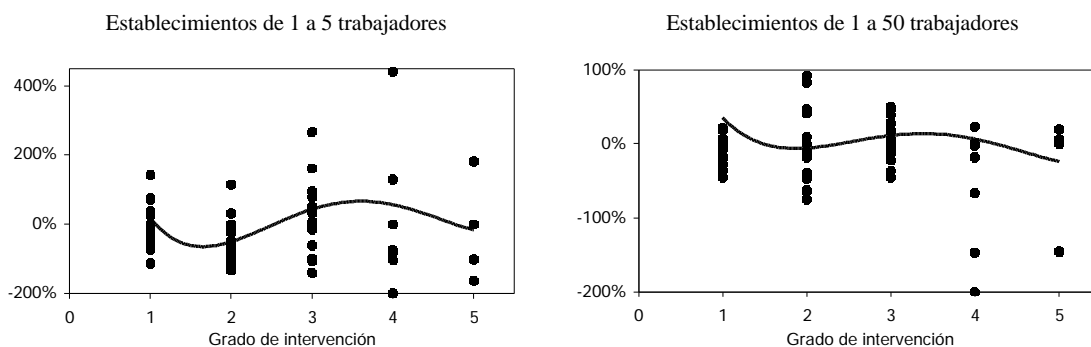 Establecimientos de 1 a 5 trabajadores
400%
200%
0%
-200%
0 1 2 3 4 5
Grado de intervención
Establecimientos de 1 a 50 trabajadores
100%
0%
-100%
-200%
0 1 2 3 4 5
Grado de intervención